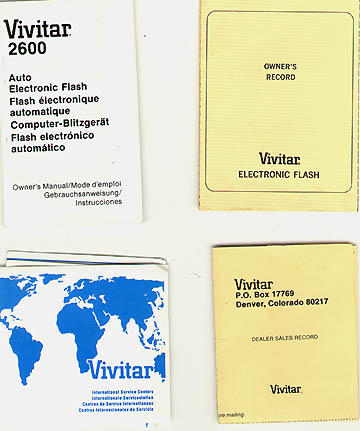 Vivitar
2600
Auto
Electronic Flash
Flash électronique
automatique
Computer-Blitzgerät
Flash electrónico
automático
Owner's Manual/Mode d'emploi
Gebrauchsanweisung/
Instrucciones
OWNER'S
RECORD
Vivitar
ELECTRONIC FLASH
Vivitar
International Service Centers
Internationale Servicestellen
Centres de Service Internationaux
Centros Internacionales de Servicio
Vivitar
P.O. Box 17769
Denver, Colorado 80217
DEALER SALES RECORD
Vivitar
re mailing